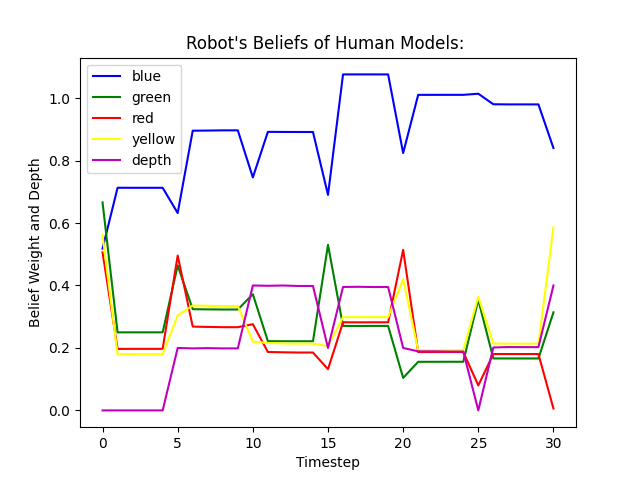 Robot's Beliefs of Human Models:
blue
green
red
yellow
depth
Belief Weight and Depth
1.0
0.8
0.6
0.4
0.2
0.0
0 5 10 15 20 25 30
Timestep